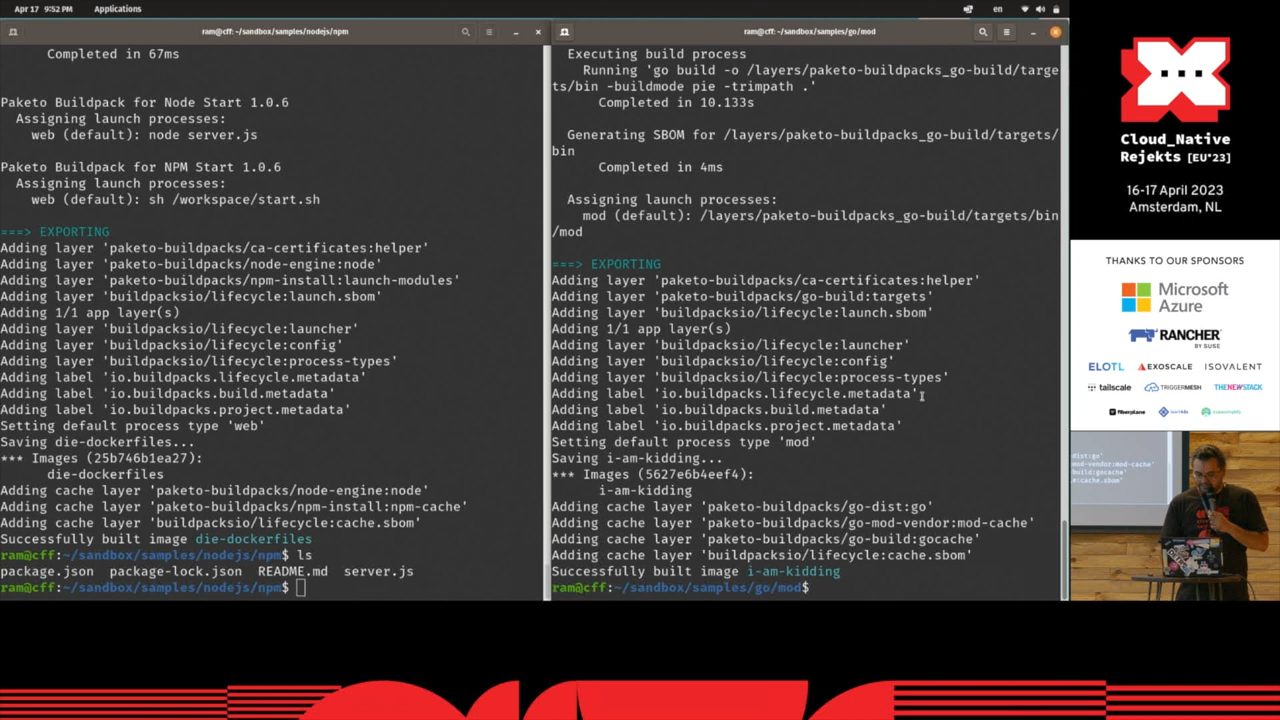 Apr 17 9:52 PM Applications
en
ram@cff: ~/sandbox/samples/nodejs/npm
Completed in 67ms
Paketo Buildpack for Node Start 1.0.6
Assigning launch processes:
web (default): node server.js
Paketo Buildpack for NPM Start 1.0.6
Assigning launch processes:
web (default): sh /workspace/start.sh
===> EXPORTING
Adding layer 'paketo-buildpacks/ca-certificates:helper'
Adding layer 'paketo-buildpacks/node-engine:node'
Adding layer 'paketo-buildpacks/npm-install:launch-modules'
Adding layer 'buildpacksio/lifecycle:launch.sbom'
Adding 1/1 app layer(s)
Adding layer 'buildpacksio/lifecycle:launcher'
Adding layer 'buildpacksio/lifecycle:config'
Adding layer 'buildpacksio/lifecycle:process-types'
Adding label 'io.buildpacks.lifecycle.metadata'
Adding label 'io.buildpacks.build.metadata'
Adding label 'io.buildpacks.project.metadata'
Setting default process type 'web'
Saving die-dockerfiles...
*** Images (25b746b1ea27):
die-dockerfiles
Adding cache layer 'paketo-buildpacks/node-engine:node'
Adding cache layer 'paketo-buildpacks/npm-install:npm-cache'
Adding cache layer 'buildpacksio/lifecycle:cache.sbom'
Successfully built image die-dockerfiles
ram@cff:~/sandbox/samples/nodejs/npm$ ls
package.json package-lock.json README.md server.js
ram@cff:~/sandbox/samples/nodejs/npm$
ram@cff:~/sandbox/samples/go/mod
Executing build process
Running 'go build -o /layers/paketo-buildpacks_go-build/targe
ts/bin -buildmode pie -trimpath .'
Completed in 10.133s
Generating SBOM for /layers/paketo-buildpacks_go-build/targets/
bin
Completed in 4ms
Assigning launch processes:
mod (default): /layers/paketo-buildpacks_go-build/targets/bin
/mod
===> EXPORTING
Adding layer 'paketo-buildpacks/ca-certificates:helper'
Adding layer 'paketo-buildpacks/go-build:targets'
Adding layer 'buildpacksio/lifecycle:launch.sbom'
Adding 1/1 app layer(s)
Adding layer 'buildpacksio/lifecycle:launcher'
Adding layer 'buildpacksio/lifecycle:config'
Adding layer 'buildpacksio/lifecycle:process-types'
Adding label 'io.buildpacks.lifecycle.metadata'
Adding label 'io.buildpacks.build.metadata'
Adding label 'io.buildpacks.project.metadata'
Setting default process type 'mod'
Saving i-am-kidding...
*** Images (5627e6b4eef4):
i-am-kidding
Adding cache layer 'paketo-buildpacks/go-dist:go'
Adding cache layer 'paketo-buildpacks/go-mod-vendor:mod-cache'
Adding cache layer 'paketo-buildpacks/go-build:gocache'
Adding cache layer 'buildpacksio/lifecycle:cache.sbom'
Successfully built image i-am-kidding
ram@cff:~/sandbox/samples/go/mod$
Cloud_Native
Rejekts [EU'23]
16-17 April 2023
Amsterdam, NL
THANKS TO OUR SPONSORS
Microsoft
Azure
RANCHER
BY SUSE
ELOTL EXOSCALE ISOVALENT
tailscale TRIGGERMESH THENEWSTACK
fiberplane
dist:go'
mod-vendor:mod-cache'
build:gocache'
e:cache.sbom'